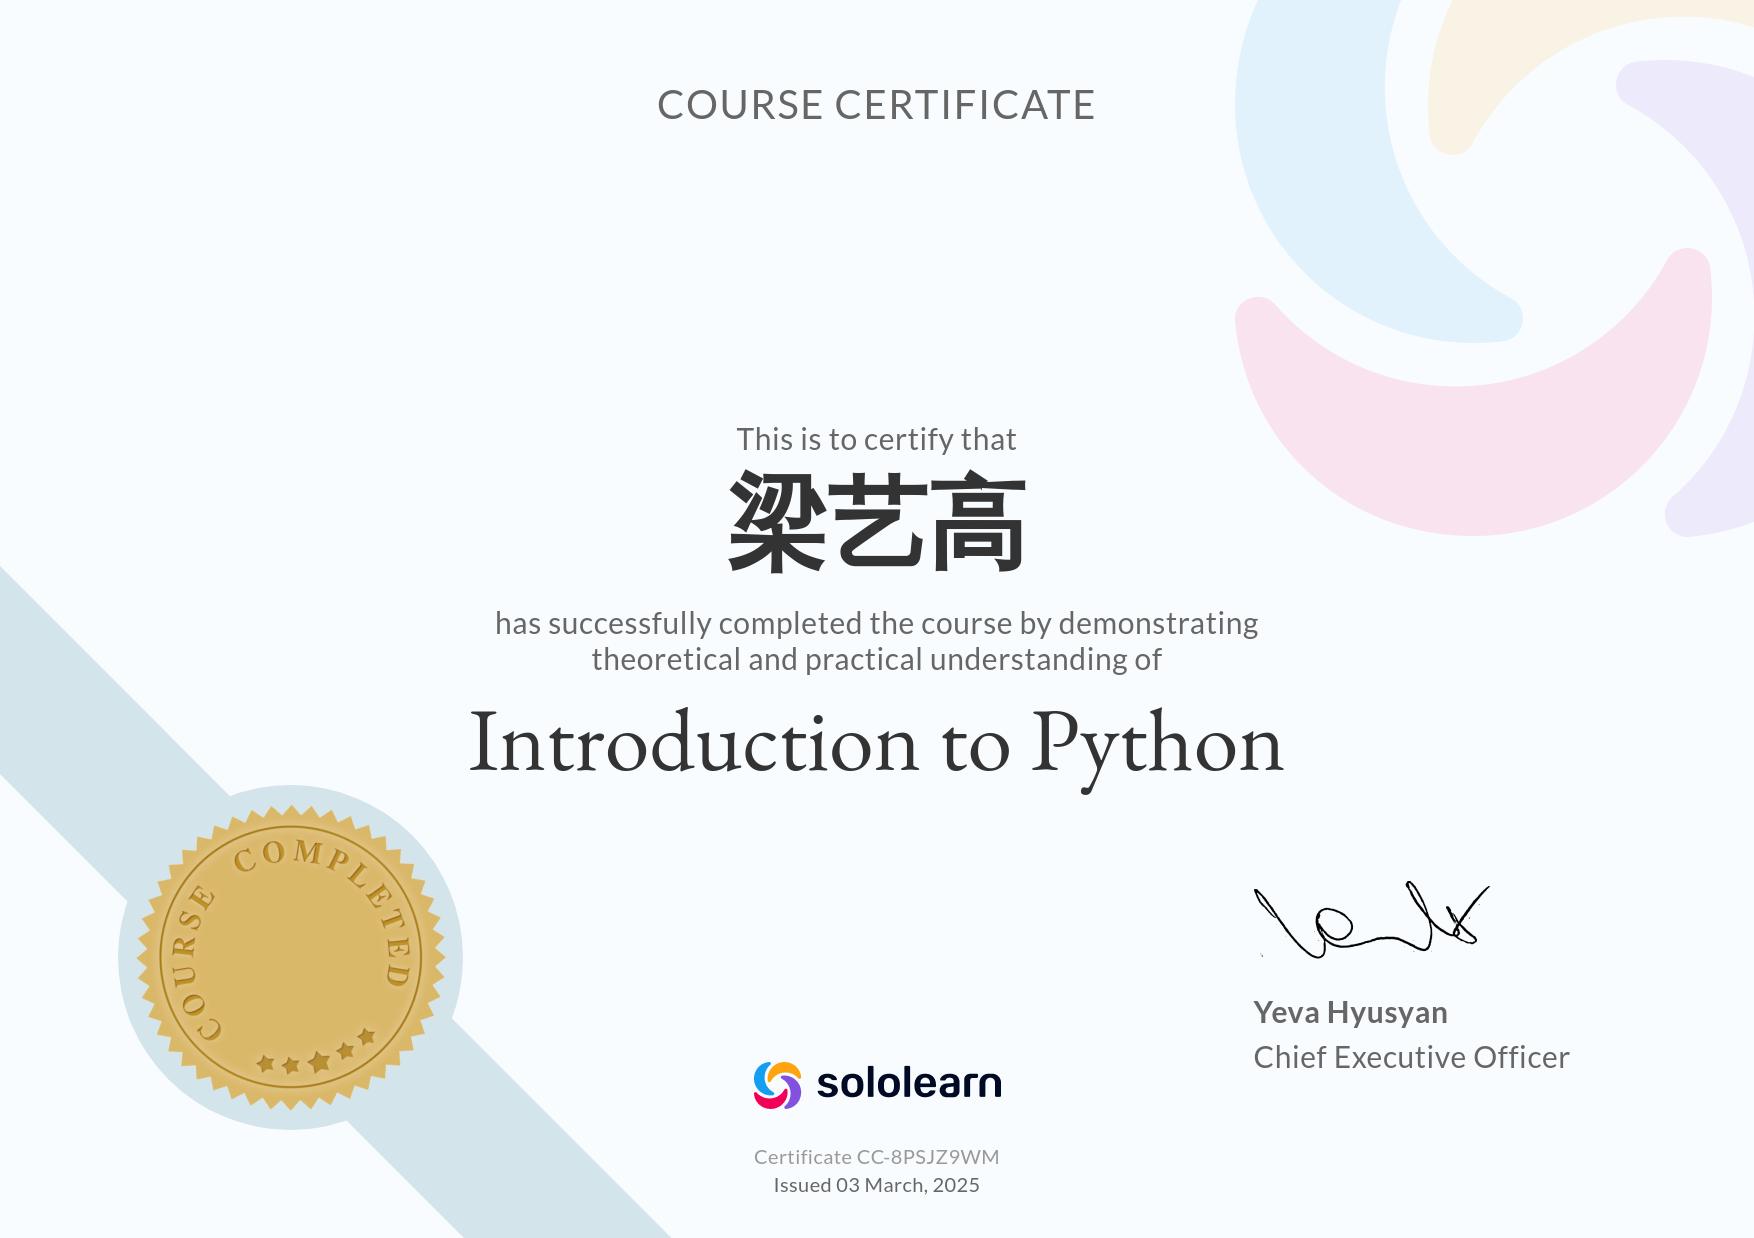 COURSE CERTIFICATE
This is to certify that
梁艺高
has successfully completed the course by demonstrating
theoretical and practical understanding of
Introduction to Python
COURSE COMPLETED
Yeva Hyusyan
Chief Executive Officer
sololearn
Certificate CC-8PSJZ9WM
Issued 03 March, 2025